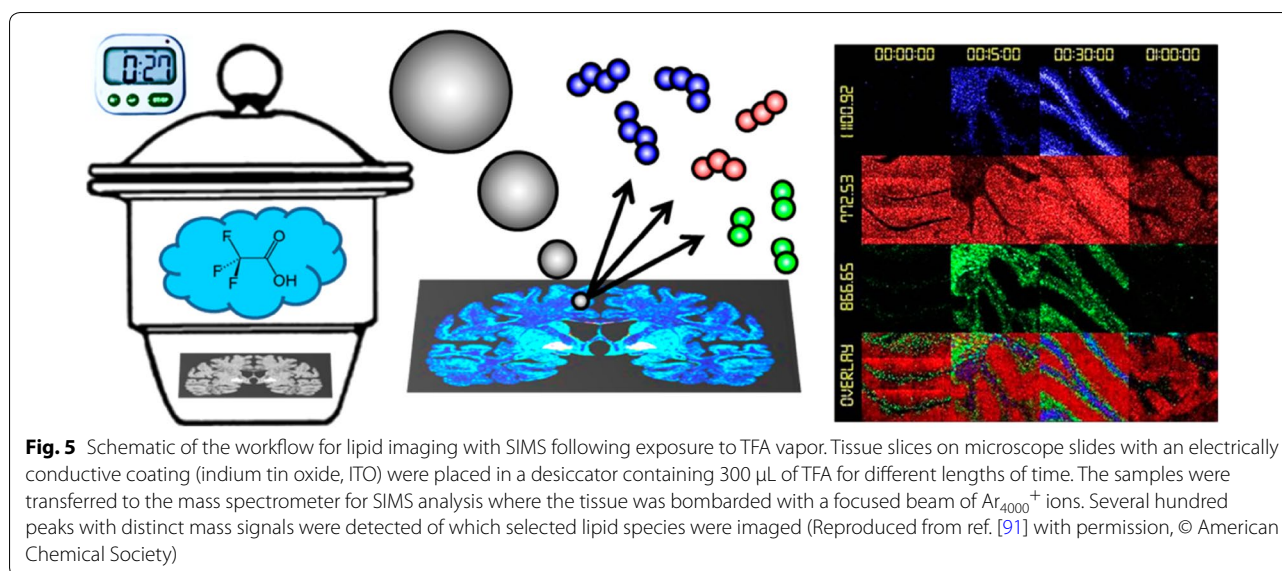 0:27
F
O
F
F
OH
00:00:00 00:15:00 00:30:00 01:00:00
1100.92
772.53
866.65
OVERLAY
Fig. 5 Schematic of the workflow for lipid imaging with SIMS following exposure to TFA vapor. Tissue slices on microscope slides with an electrically
conductive coating (indium tin oxide, ITO) were placed in a desiccator containing 300 µL of TFA for different lengths of time. The samples were
transferred to the mass spectrometer for SIMS analysis where the tissue was bombarded with a focused beam of Ar₄₀₀₀⁺ ions. Several hundred
peaks with distinct mass signals were detected of which selected lipid species were imaged (Reproduced from ref. [91] with permission, © American
Chemical Society)